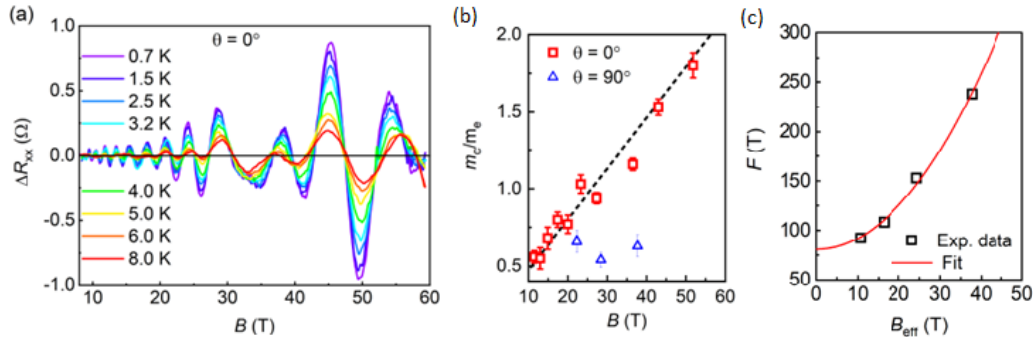 (a)
θ = 0°
0.7 K
1.5 K
2.5 K
3.2 K
4.0 K
5.0 K
6.0 K
8.0 K
1.0
0.5
0.0
-0.5
-1.0
ΔRxx (Ω)
10 20 30 40 50 60
B (T)
(b)
θ = 0°
θ = 90°
2.0
1.5
1.0
0.5
mc/me
10 20 30 40 50 60
B (T)
(c)
300
250
200
150
100
50
F (T)
Exp. data
Fit
0 10 20 30 40 50
Beff (T)